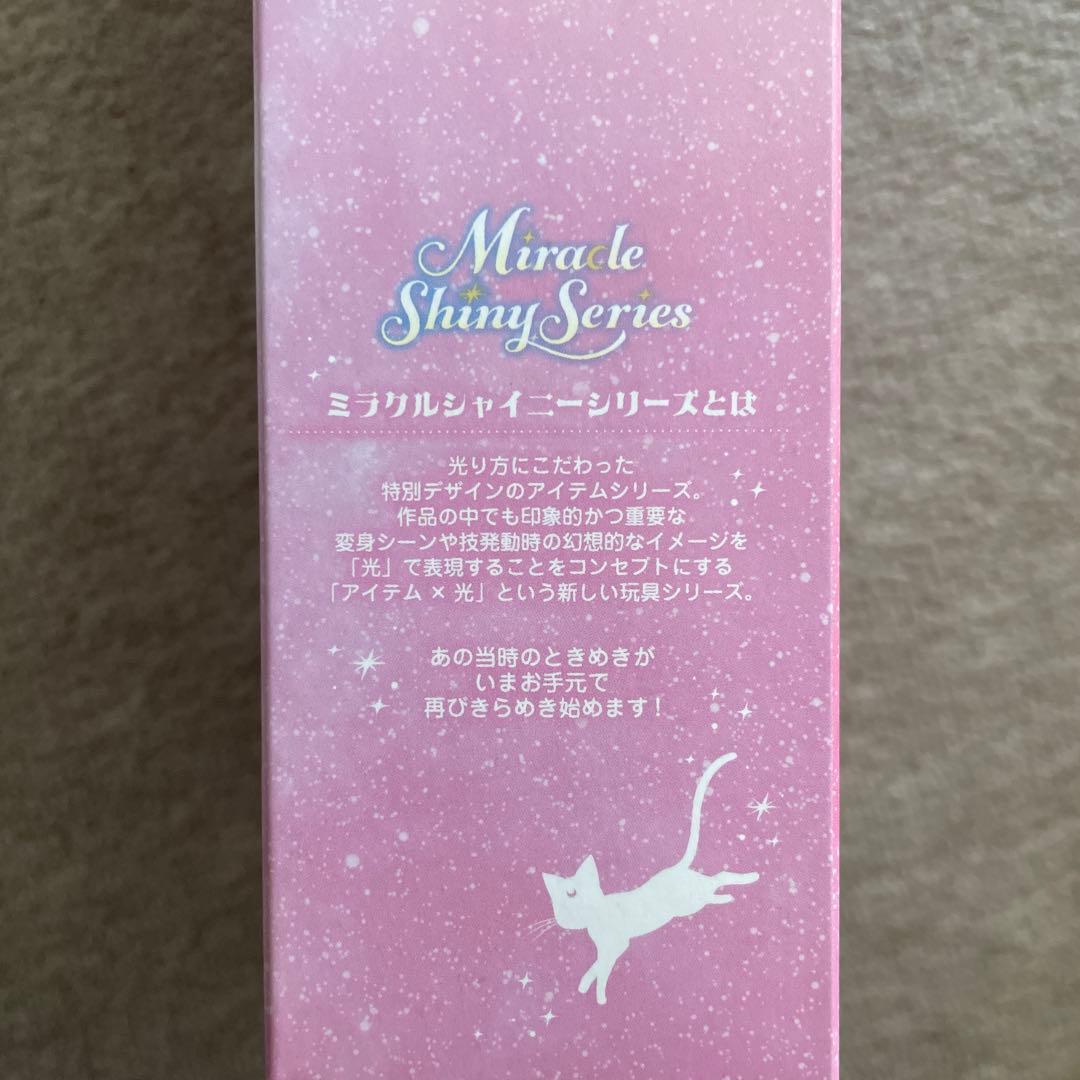 Miracle
Shiny Series
ミラクルシャイニーシリーズとは
光り方にこだわった
特別デザインのアイテムシリーズ。
作品の中でも印象的かつ重要な
変身シーンや技発動時の幻想的なイメージを
「光」で表現することをコンセプトにする
「アイテム×光」という新しい玩具シリーズ。
あの当時のときめきが
いまお手元で
再びきらめき始めます!